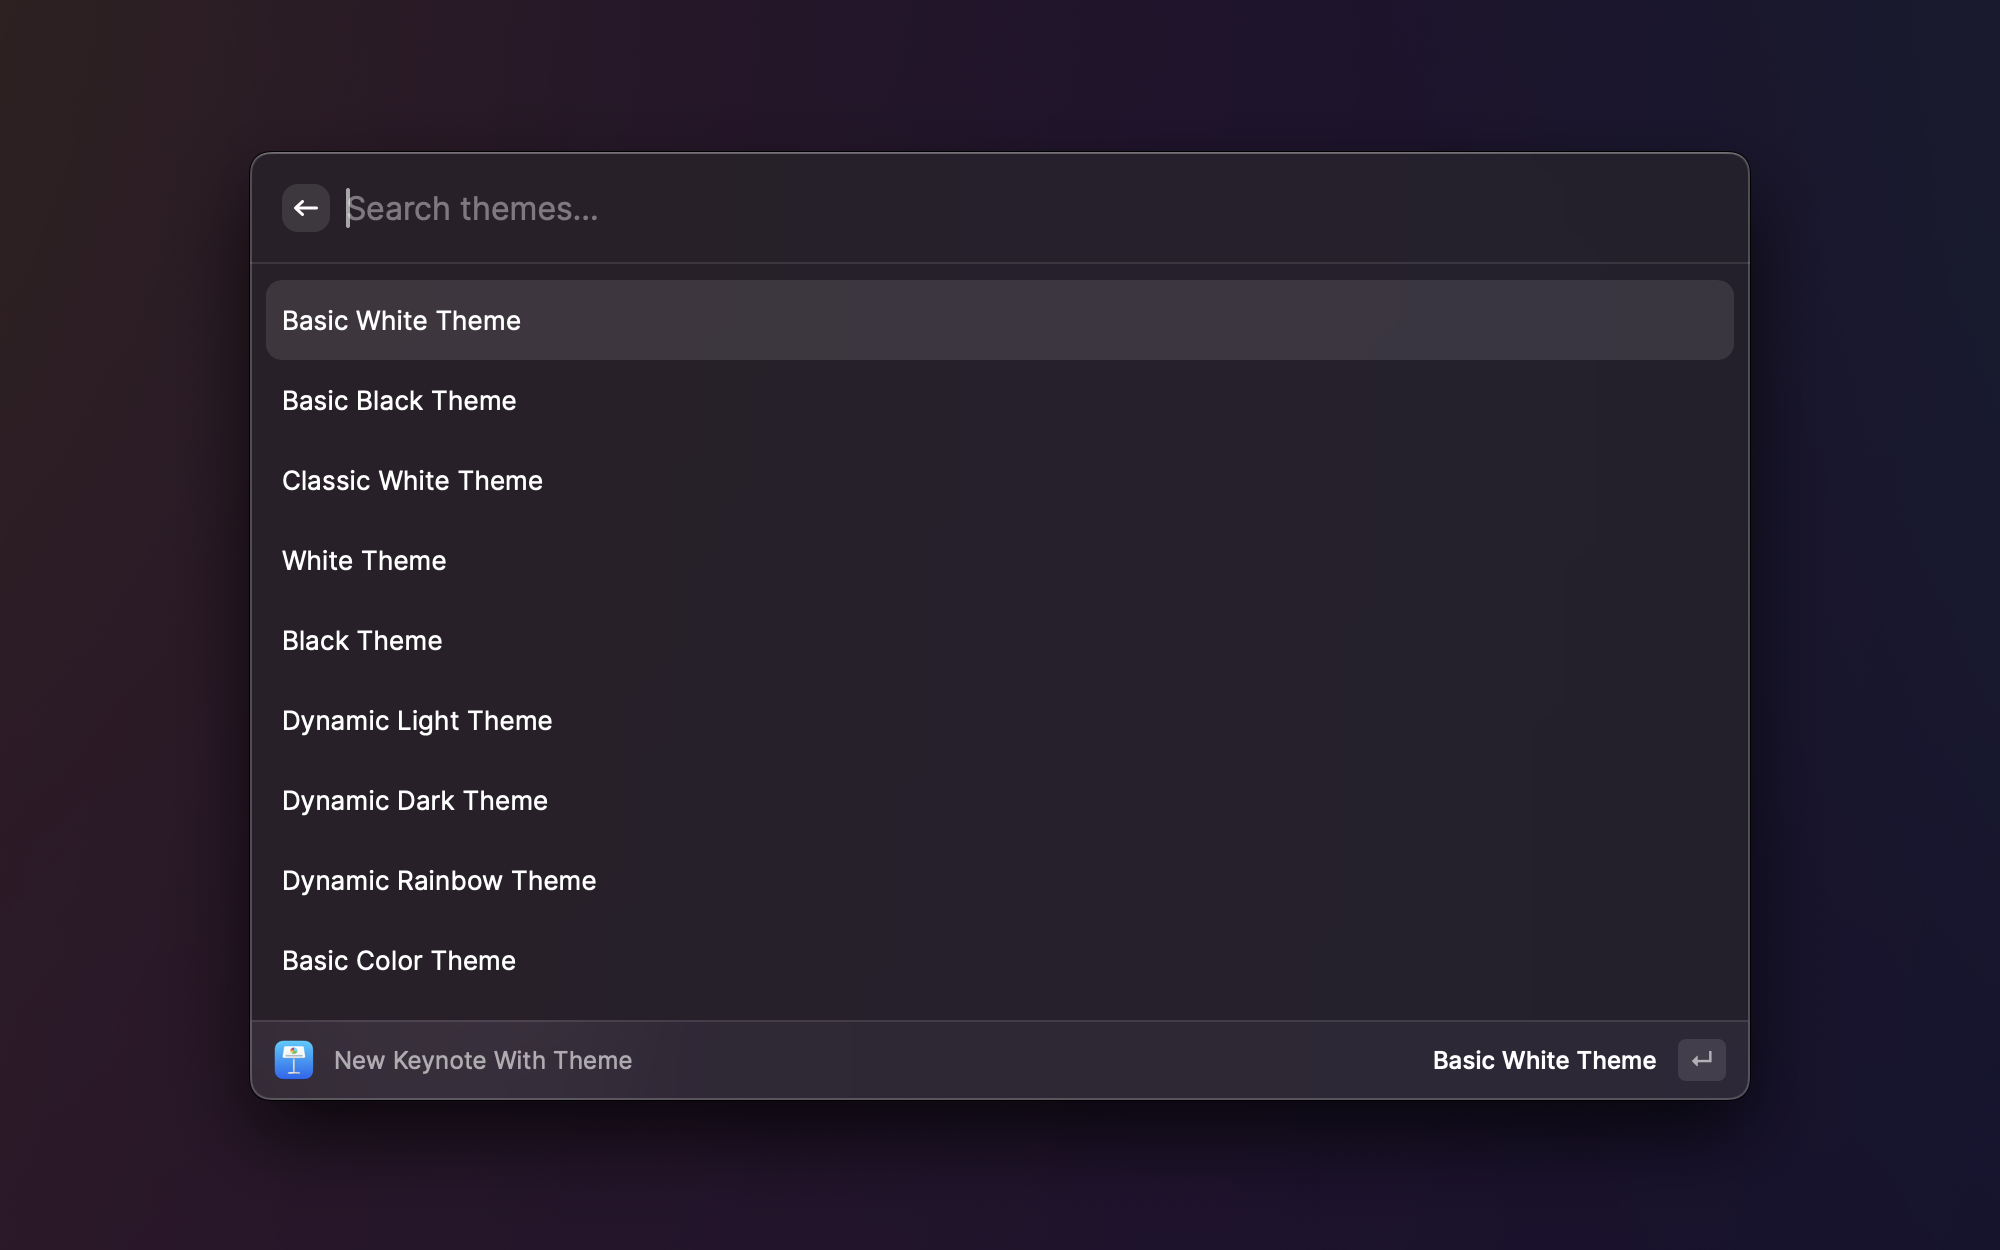 Search themes...
Basic White Theme
Basic Black Theme
Classic White Theme
White Theme
Black Theme
Dynamic Light Theme
Dynamic Dark Theme
Dynamic Rainbow Theme
Basic Color Theme
New Keynote With Theme
Basic White Theme